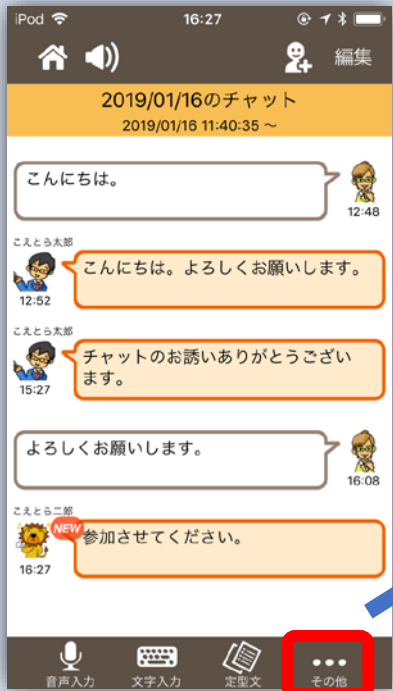 iPod 16:27
編集
2019/01/16のチャット
2019/01/16 11:40:35 ~
こんにちは。
12:48
こえとら太郎
こんにちは。よろしくお願いします。
12:52
こえとら太郎
チャットのお誘いありがとうござい
ます。
15:27
よろしくお願いします。
16:08
こえとら二郎
NEW
参加させてください。
16:27
音声入力 文字入力 定型文 その他